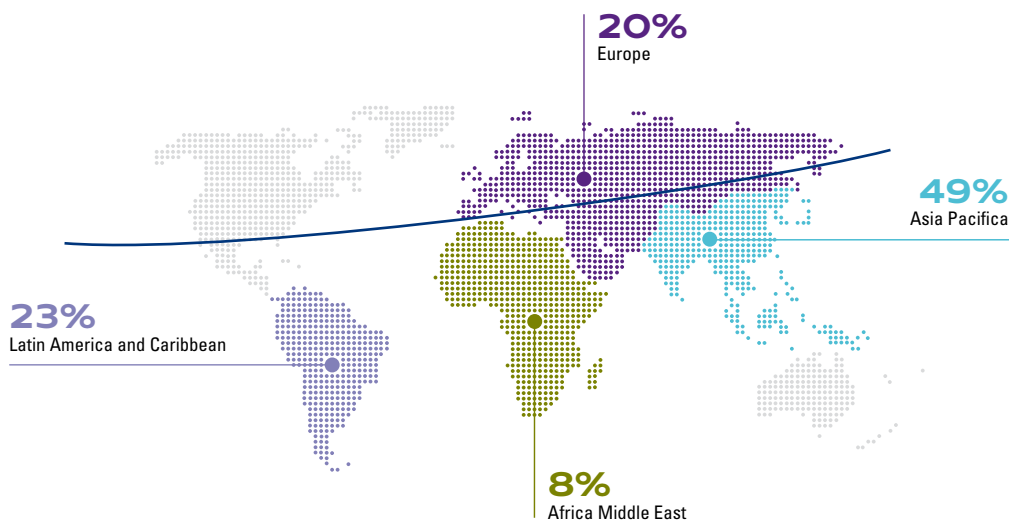 20%
Europe
49%
Asia Pacifica
23%
Latin America and Caribbean
8%
Africa Middle East